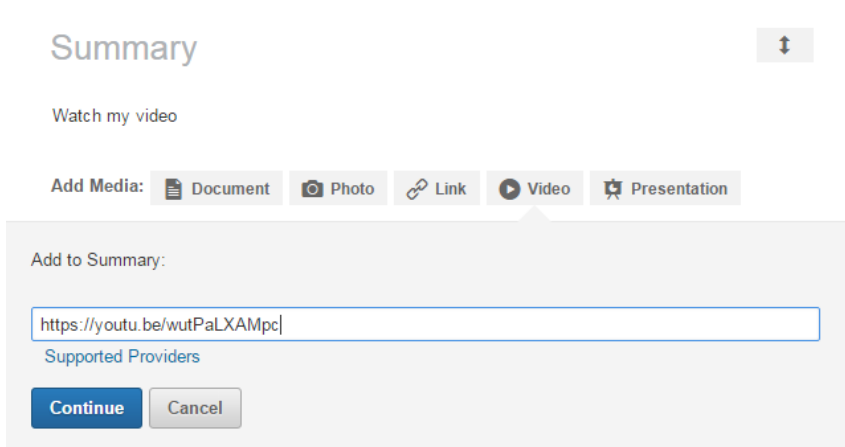 Summary
Watch my video
Add Media: Document Photo Link Video Presentation
Add to Summary:
https://youtu.be/wutPaLXAMpc
Supported Providers
Continue Cancel